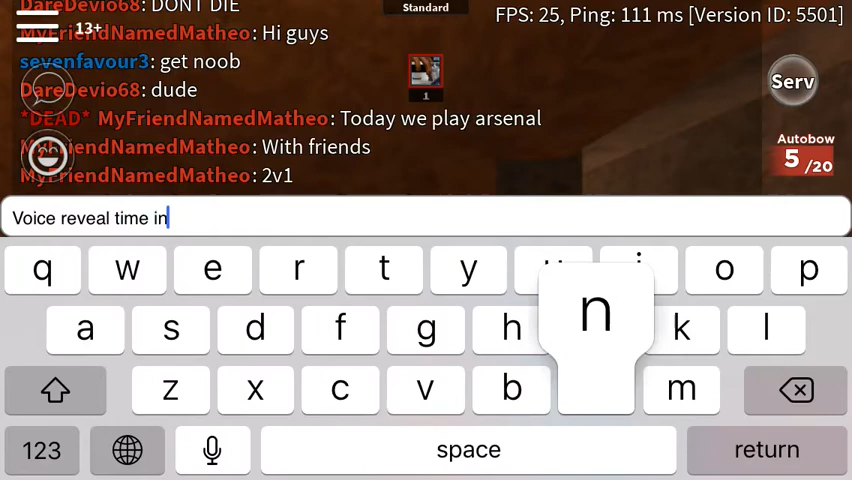 DareDevio68: DONT DIE
Standard
FPS: 25, Ping: 111 ms [Version ID: 5501]
13+
MyFriendNamedMatheo: Hi guys
sevenfavour3: get noob
DareDevio68: dude
1
Serv
*DEAD* MyFriendNamedMatheo: Today we play arsenal
MyFriendNamedMatheo: With friends
MyFriendNamedMatheo: 2v1
Autobow
5/20
Voice reveal time in
q w e r t y u i o p
a s d f g h k l
z x c v b n m
123 space return